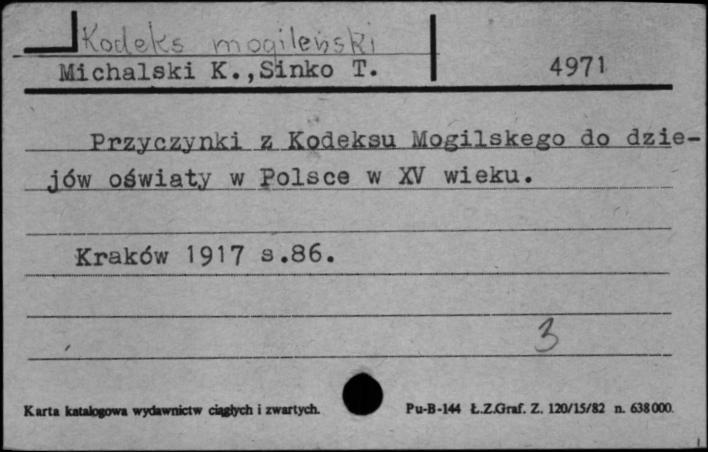 Kodeks mogileński
Michalski K.,Sinko T. 4971
Przyczynki z Kodeksu Mogilskego do dzie-
jów oświaty w Polsce w XV wieku.
Kraków 1917 s.86.
3
Karta katalogowa wydawnictw ciągłych i zwartych. Pu-B-144 Ł.Z.Graf. Z. 120/15/82 n. 638000.